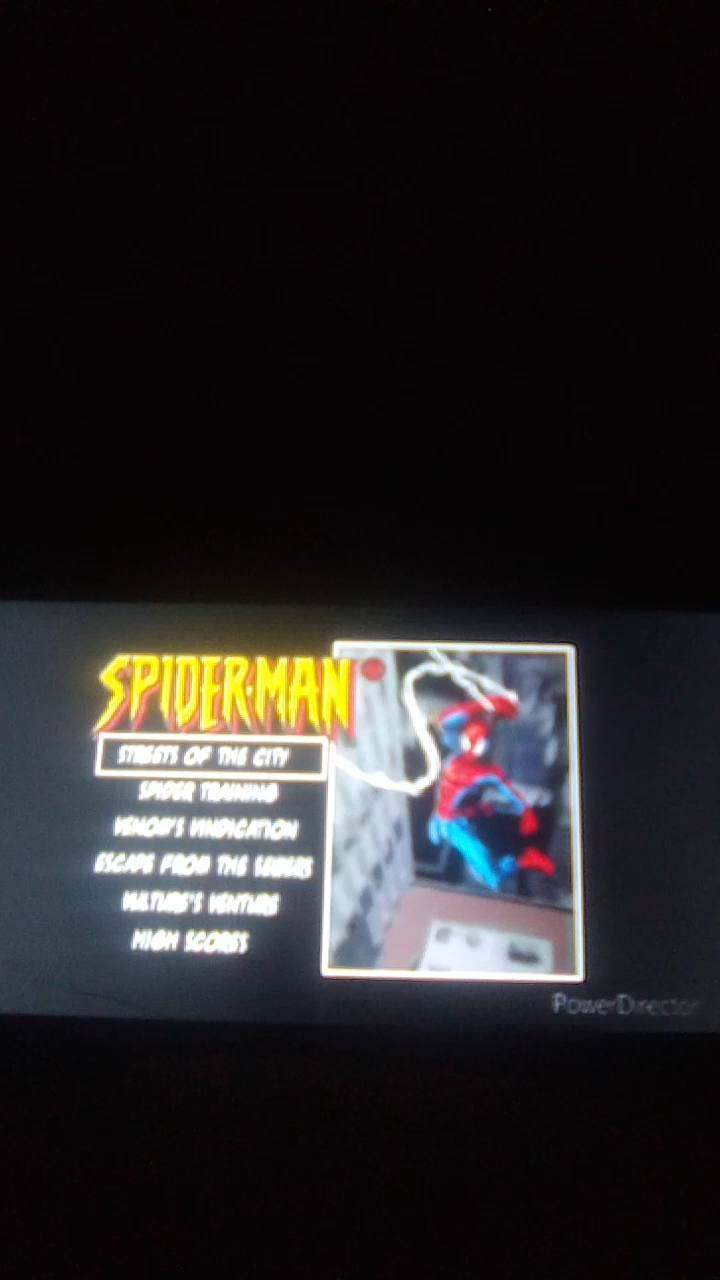 SPIDER-MAN
STREETS OF THE CITY
SPIDER TRAINING
VENOM'S VINDICATION
ESCAPE FROM THE SEWERS
VULTURE'S VENTURE
HIGH SCORES
PowerDirector